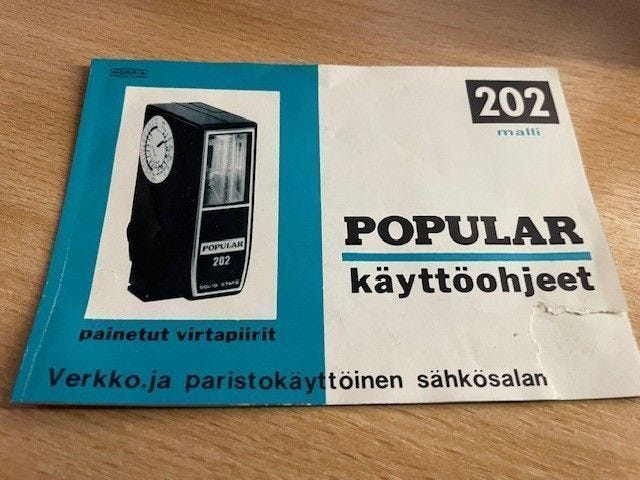 202
malli
POPULAR
202
SOLID STATE
POPULAR
käyttöohjeet
painetut virtapiirit
Verkko.ja paristokäyttöinen sähkösalan